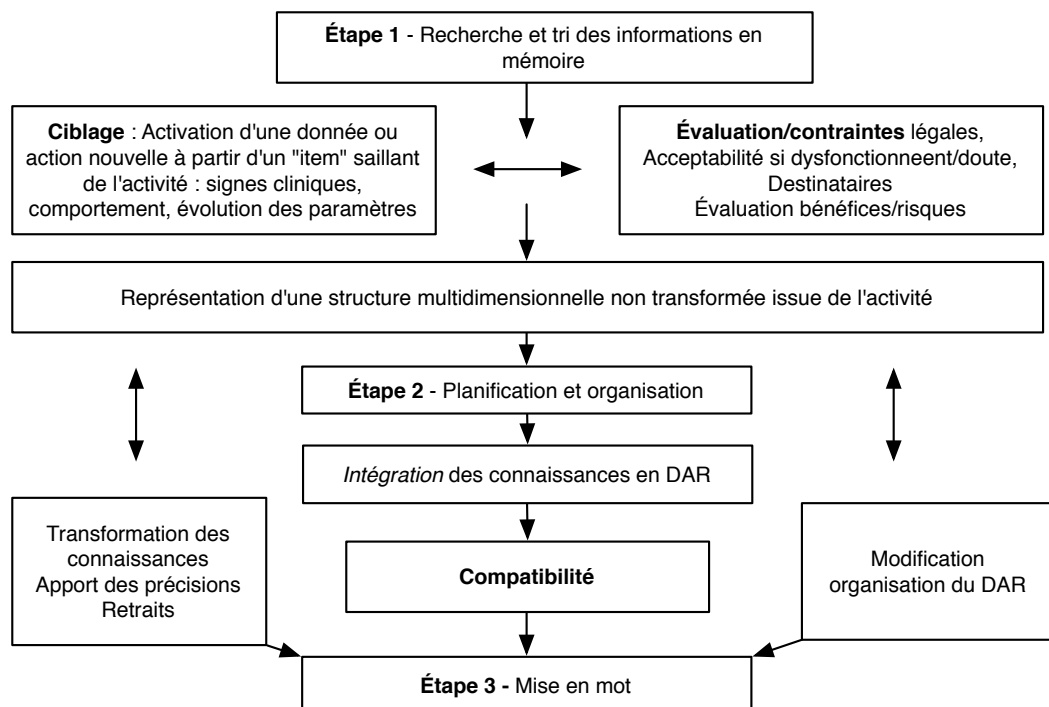 Étape 1 - Recherche et tri des informations en
mémoire
Ciblage : Activation d'une donnée ou
action nouvelle à partir d'un "item" saillant
de l'activité : signes cliniques,
comportement, évolution des paramètres
Évaluation/contraintes légales,
Acceptabilité si dysfonctionneent/doute,
Destinataires
Évaluation bénéfices/risques
Représentation d'une structure multidimensionnelle non transformée issue de l'activité
Étape 2 - Planification et organisation
Intégration des connaissances en DAR
Transformation des
connaissances
Apport des précisions
Retraits
Compatibilité
Modification
organisation du DAR
Étape 3 - Mise en mot